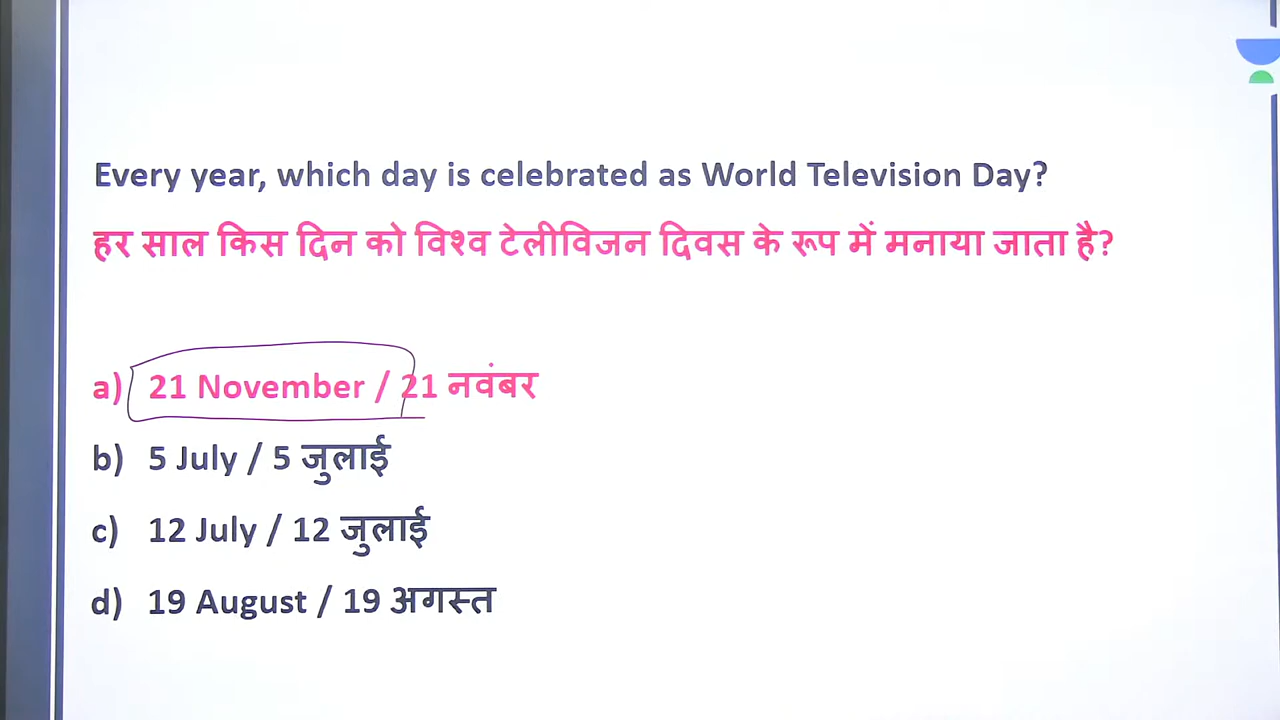 Every year, which day is celebrated as World Television Day?
हर साल किस दिन को विश्व टेलीविजन दिवस के रूप में मनाया जाता है?
a) 21 November / 21 नवंबर
b) 5 July / 5 जुलाई
c) 12 July / 12 जुलाई
d) 19 August / 19 अगस्त